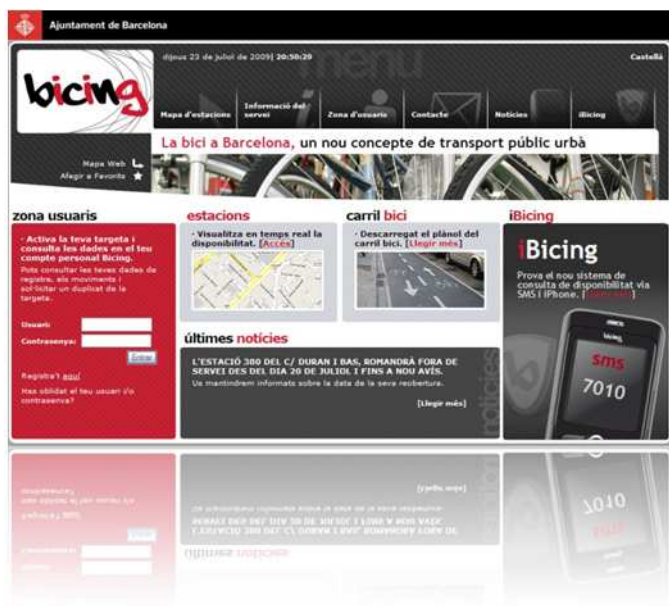 Ajuntament de Barcelona
dijous 23 de juliol de 2009| 20:50:29
menu
Castellà
bicing
Mapa d'estacions
Informació del
servei
Zona d'usuaris
Contacte
Notícies
iBicing
La bici a Barcelona, un nou concepte de transport públic urbà
Mapa Web
Afegir a Favorits
zona usuaris
· Activa la teva targeta i
consulta les dades en el teu
compte personal Bicing.
Pots consultar les teves dades de
registre, els moviments i
sol·licitar un duplicat de la
targeta.
Usuari:
Contrasenya:
Entrar
Registra't aquí
Has oblidat el teu usuari i/o
contrasenya?
estacions
· Visualitza en temps real la
disponibilitat. [Accés]
carril bici
· Descarregat el plànol del
carril bici. [Llegir més]
últimes notícies
L'ESTACIÓ 380 DEL C/ DURAN I BAS, ROMANDRÀ FORA DE
SERVEI DES DEL DIA 20 DE JULIOL I FINS A NOU AVÍS.
Us mantindrem informats sobre la data de la seva reobertura.
[Llegir més]
notícies
iBicing
iBicing
Prova el nou sistema de
consulta de disponibilitat via
SMS i iPhone.
bicing
sms
7010